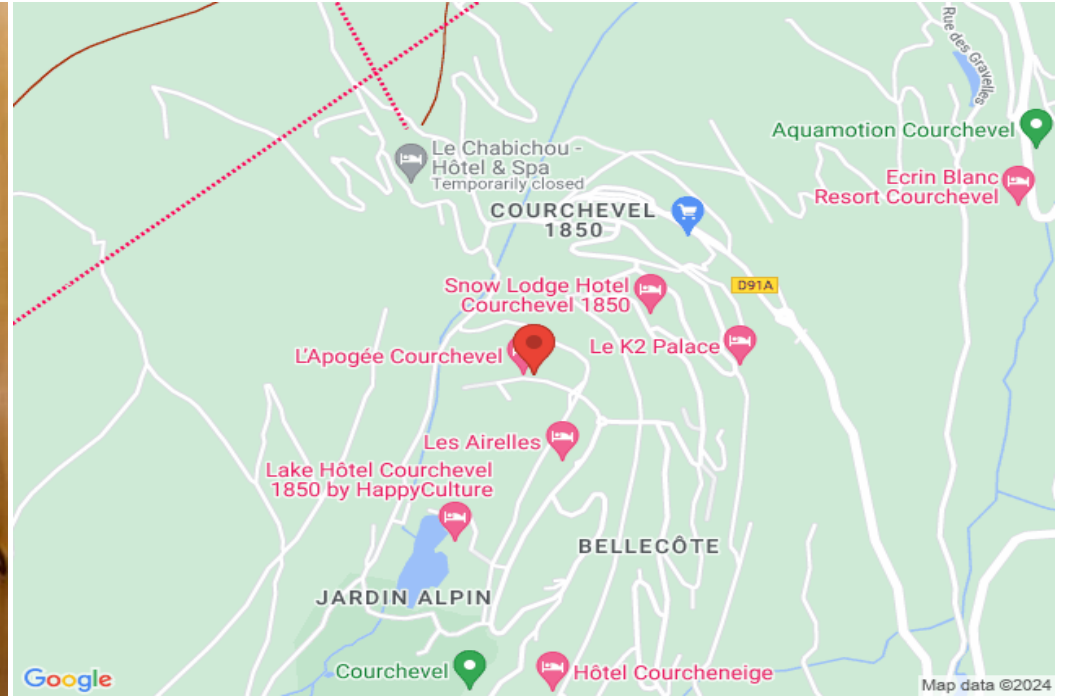 Rue des Gravelles
Aquamotion Courchevel
Le Chabichou -
Hôtel & Spa
Temporarily closed
Ecrin Blanc
Resort Courchevel
COURCHEVEL
1850
Snow Lodge Hotel
Courchevel 1850
D91A
Le K2 Palace
L'Apogée Courchevel
Les Airelles
Lake Hôtel Courchevel
1850 by HappyCulture
BELLECÔTE
JARDIN ALPIN
Courchevel
Hôtel Courcheneige
Google
Map data ©2024